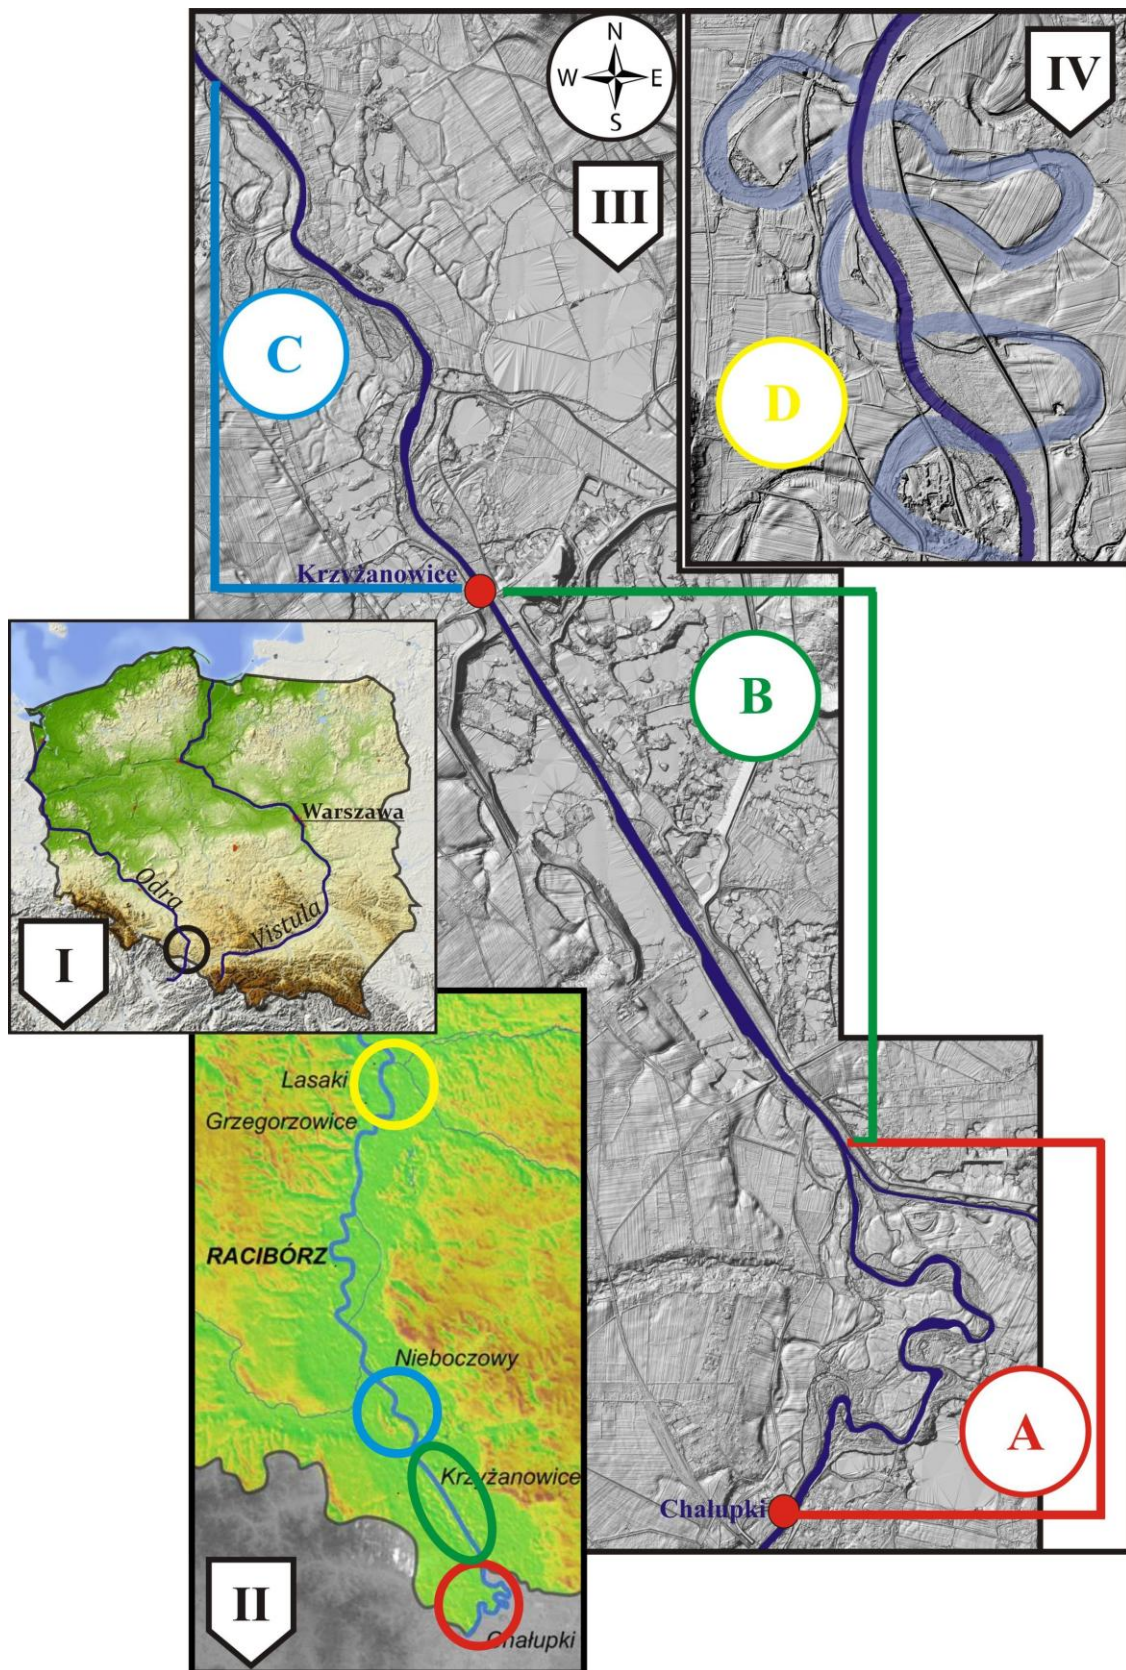 N
W E
S
III
IV
C
D
Krzyżanowice
B
Warszawa
Odra
Vistula
I
Lasaki
Grzegorzowice
RACIBÓRZ
Nieboczowy
Krzyżanowice
A
Chałupki
II
Chałupki